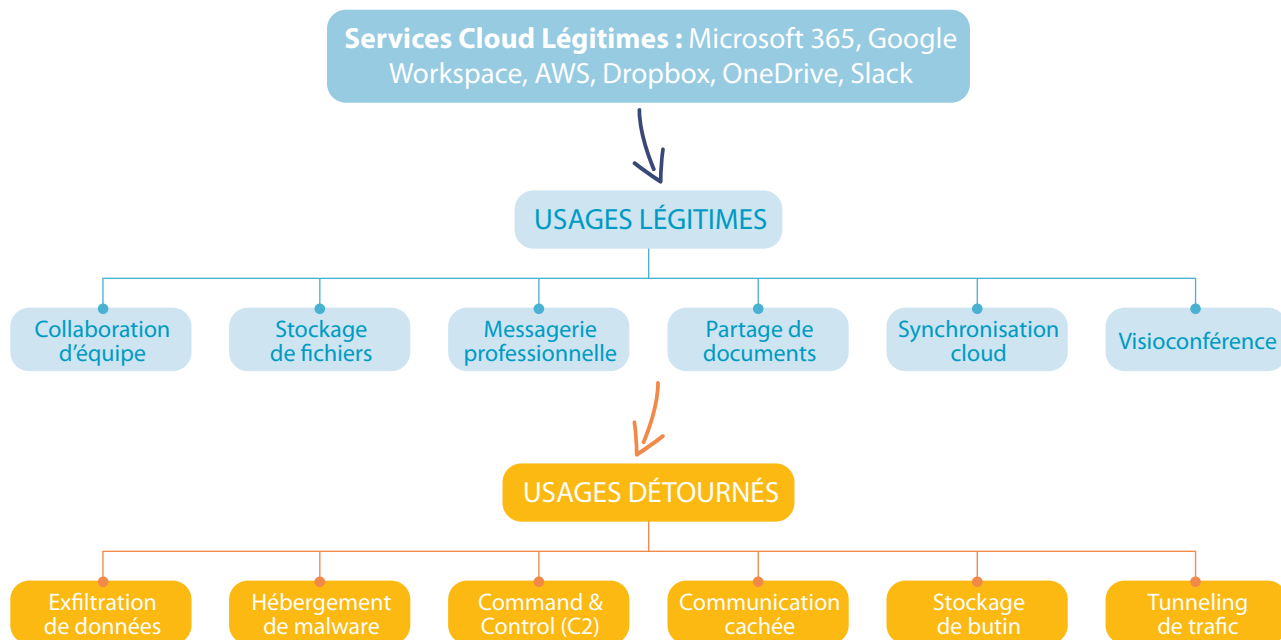 Services Cloud Légitimes : Microsoft 365, Google
Workspace, AWS, Dropbox, OneDrive, Slack
USAGES LÉGITIMES
Collaboration
d'équipe
Stockage
de fichiers
Messagerie
professionnelle
Partage de
documents
Synchronisation
cloud
Visioconférence
USAGES DÉTOURNÉS
Exfiltration
de données
Hébergement
de malware
Command &
Control (C2)
Communication
cachée
Stockage
de butin
Tunneling
de trafic